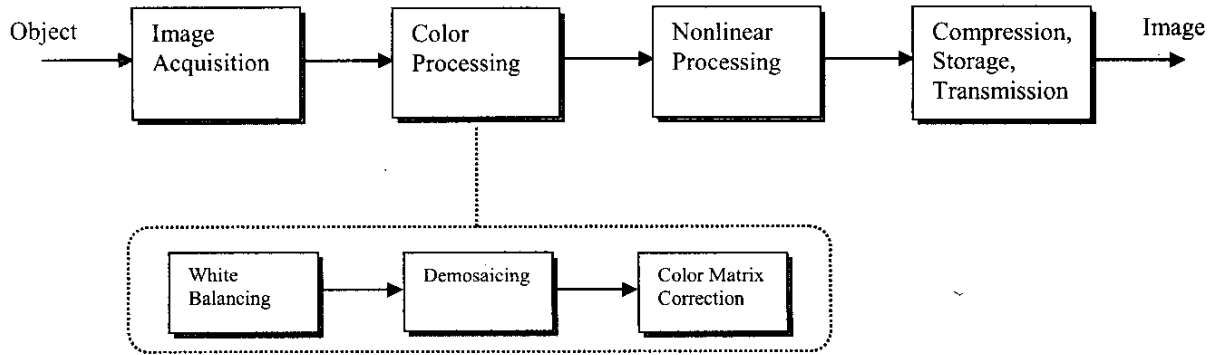 Object
Image
Acquisition
Color
Processing
Nonlinear
Processing
Compression,
Storage,
Transmission
Image
White
Balancing
Demosaicing
Color Matrix
Correction